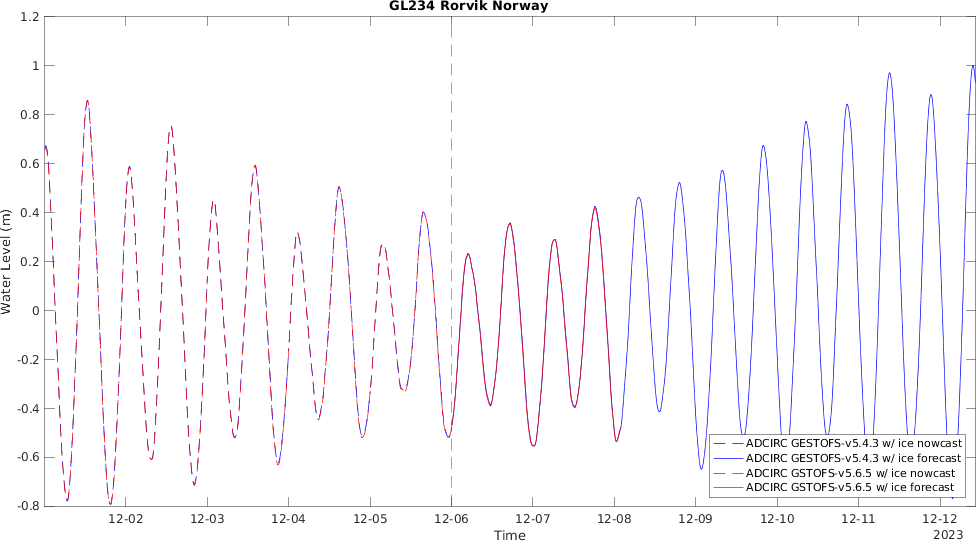 GL234 Rorvik Norway
1.2
1
0.8
0.6
0.4
0.2
0
-0.2
-0.4
-0.6
-0.8
Water Level (m)
ADCIRC GESTOFS-v5.4.3 w/ ice nowcast
ADCIRC GESTOFS-v5.4.3 w/ ice forecast
ADCIRC GSTOFS-v5.6.5 w/ ice nowcast
ADCIRC GSTOFS-v5.6.5 w/ ice forecast
12-02 12-03 12-04 12-05 12-06 12-07 12-08 12-09 12-10 12-11 12-12
Time 2023